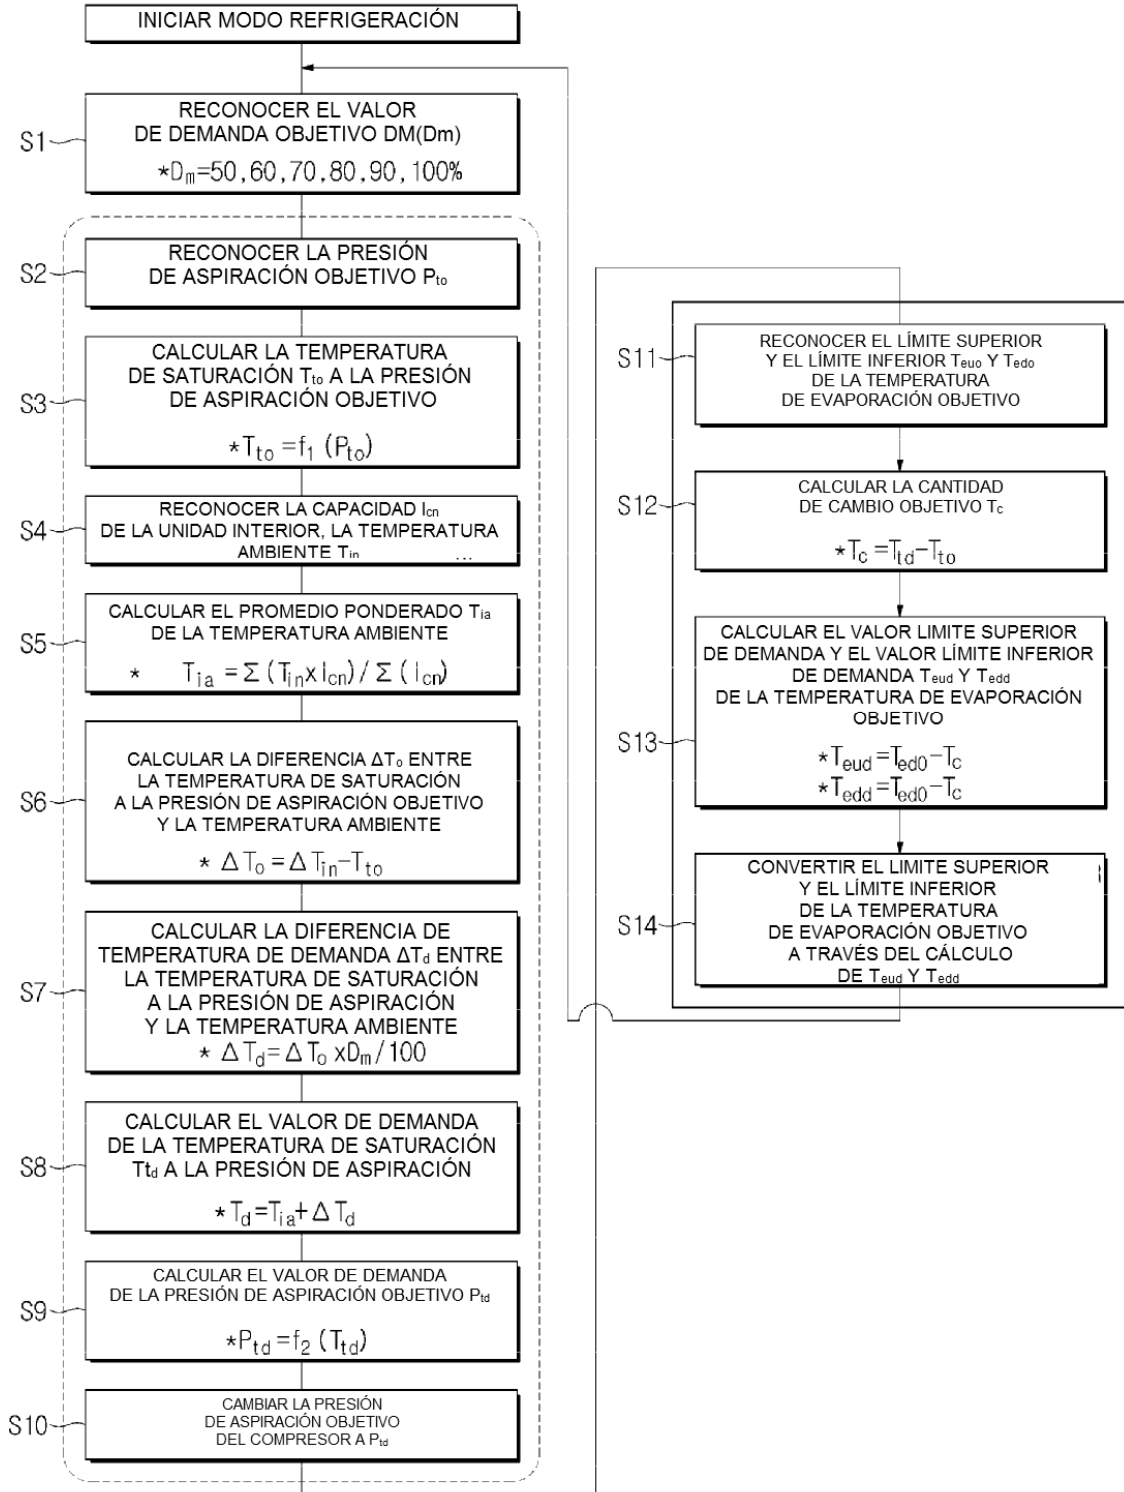 INICIAR MODO REFRIGERACIÓN
S1
RECONOCER EL VALOR
DE DEMANDA OBJETIVO DM(Dm)
*Dm=50,60,70,80,90,100%
S2
RECONOCER LA PRESIÓN
DE ASPIRACIÓN OBJETIVO Pto
S3
CALCULAR LA TEMPERATURA
DE SATURACIÓN Tto A LA PRESIÓN
DE ASPIRACIÓN OBJETIVO
*Tto=f1 (Pto)
S4
RECONOCER LA CAPACIDAD Icn
DE LA UNIDAD INTERIOR, LA TEMPERATURA
AMBIENTE Tin ...
S5
CALCULAR EL PROMEDIO PONDERADO Tia
DE LA TEMPERATURA AMBIENTE
* Tia = Σ (Tin x Icn) / Σ (Icn)
S6
CALCULAR LA DIFERENCIA ΔTo ENTRE
LA TEMPERATURA DE SATURACIÓN
A LA PRESIÓN DE ASPIRACIÓN OBJETIVO
Y LA TEMPERATURA AMBIENTE
* ΔTo = ΔTin-Tto
S7
CALCULAR LA DIFERENCIA DE
TEMPERATURA DE DEMANDA ΔTd ENTRE
LA TEMPERATURA DE SATURACIÓN
A LA PRESIÓN DE ASPIRACIÓN
Y LA TEMPERATURA AMBIENTE
* ΔTd= ΔTo xDm/100
S8
CALCULAR EL VALOR DE DEMANDA
DE LA TEMPERATURA DE SATURACIÓN
Ttd A LA PRESIÓN DE ASPIRACIÓN
*Td=Tia+ ΔTd
S9
CALCULAR EL VALOR DE DEMANDA
DE LA PRESIÓN DE ASPIRACIÓN OBJETIVO Ptd
*Ptd=f2 (Ttd)
S10
CAMBIAR LA PRESIÓN
DE ASPIRACIÓN OBJETIVO
DEL COMPRESOR A Ptd
S11
RECONOCER EL LÍMITE SUPERIOR
Y EL LÍMITE INFERIOR Teuo Y Tedo
DE LA TEMPERATURA
DE EVAPORACIÓN OBJETIVO
S12
CALCULAR LA CANTIDAD
DE CAMBIO OBJETIVO Tc
*Tc =Ttd-Tto
S13
CALCULAR EL VALOR LIMITE SUPERIOR
DE DEMANDA Y EL VALOR LÍMITE INFERIOR
DE DEMANDA Teud Y Tedd
DE LA TEMPERATURA DE EVAPORACIÓN
OBJETIVO
*Teud=Ted0-Tc
*Tedd=Ted0-Tc
S14
CONVERTIR EL LIMITE SUPERIOR
Y EL LÍMITE INFERIOR
DE LA TEMPERATURA
DE EVAPORACIÓN OBJETIVO
A TRAVÉS DEL CÁLCULO
DE Teud Y Tedd